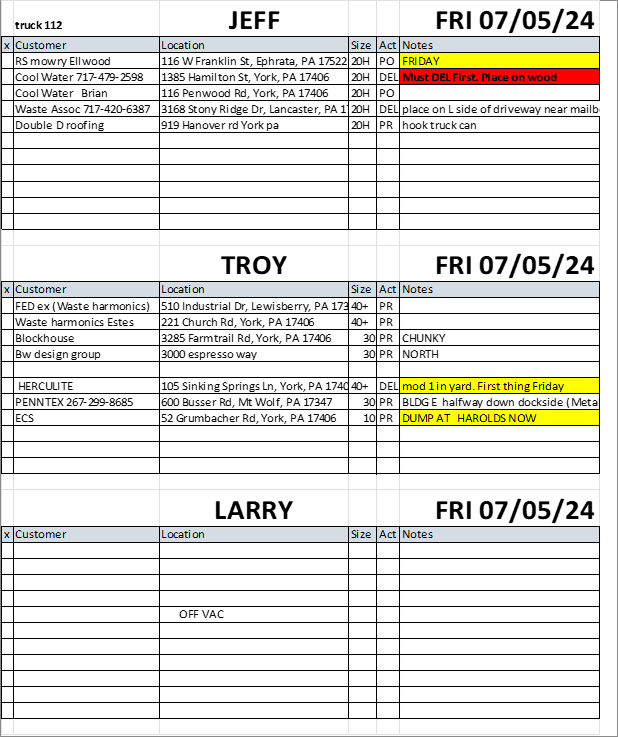 truck 112 JEFF FRI 07/05/24
x Customer Location Size Act Notes
RS mowry Ellwood 116 W Franklin St, Ephrata, PA 17522 20H PO FRIDAY
Cool Water 717-479-2598 1385 Hamilton St, York, PA 17406 20H DEL Must DEL First. Place on wood
Cool Water Brian 116 Penwood Rd, York, PA 17406 20H PO
Waste Assoc 717-420-6387 3168 Stony Ridge Dr, Lancaster, PA 1 20H DEL place on L side of driveway near mailb
Double D roofing 919 Hanover rd York pa 20H PR hook truck can
TROY FRI 07/05/24
x Customer Location Size Act Notes
FED ex (Waste harmonics) 510 Industrial Dr, Lewisberry, PA 173 40+ PR
Waste harmonics Estes 221 Church Rd, York, PA 17406 40+ PR
Blockhouse 3285 Farmtrail Rd, York, PA 17406 30 PR CHUNKY
Bw design group 3000 espresso way 30 PR NORTH
HERCULITE 105 Sinking Springs Ln, York, PA 1740 40+ DEL mod 1 in yard. First thing Friday
PENNTEX 267-299-8685 600 Busser Rd, Mt Wolf, PA 17347 30 PR BLDG E halfway down dockside (Meta
ECS 52 Grumbacher Rd, York, PA 17406 10 PR DUMP AT HAROLDS NOW
LARRY FRI 07/05/24
x Customer Location Size Act Notes
OFF VAC